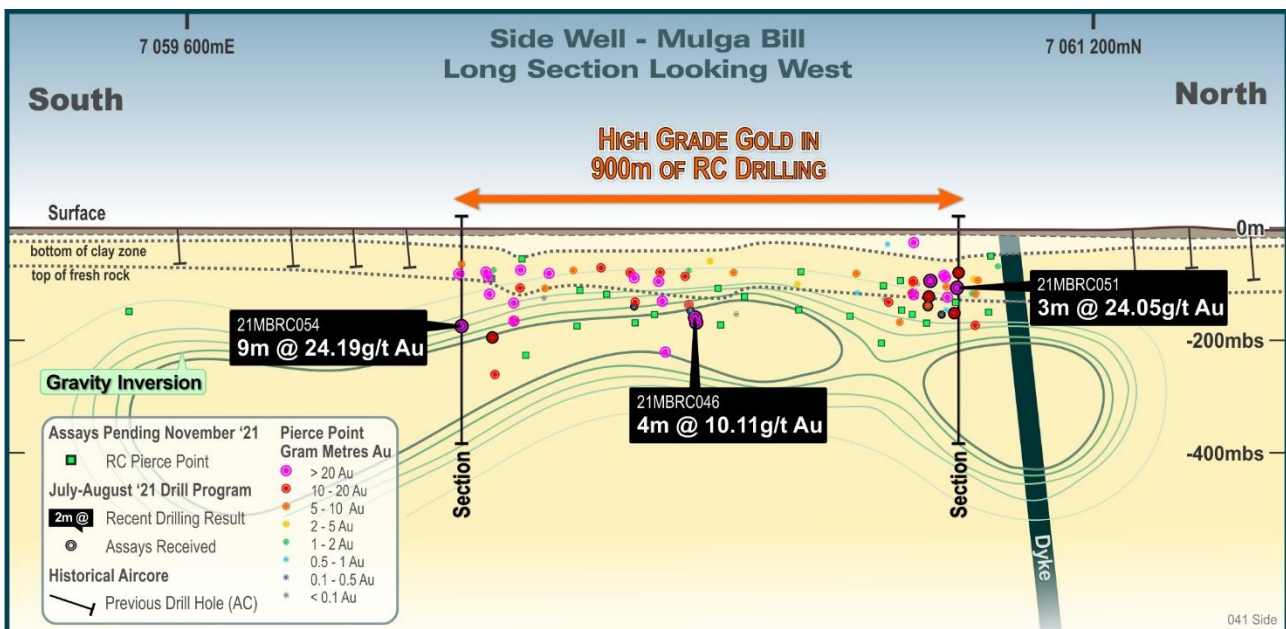 7 059 600mE
Side Well - Mulga Bill
Long Section Looking West
7 061 200mN
South
North
HIGH GRADE GOLD IN
900m OF RC DRILLING
Surface
0m
bottom of clay zone
top of fresh rock
21MBRC054
9m @ 24.19g/t Au
21MBRC051
3m @ 24.05g/t Au
-200mbs
Gravity Inversion
21MBRC046
4m @ 10.11g/t Au
-400mbs
Section
Section
Dyke
Assays Pending November '21
RC Pierce Point
July-August '21 Drill Program
2m @
Recent Drilling Result
Assays Received
Historical Aircore
Previous Drill Hole (AC)
Pierce Point
Gram Metres Au
> 20 Au
10 - 20 Au
5 - 10 Au
2 - 5 Au
1 - 2 Au
0.5 - 1 Au
0.1 - 0.5 Au
< 0.1 Au
041 Side